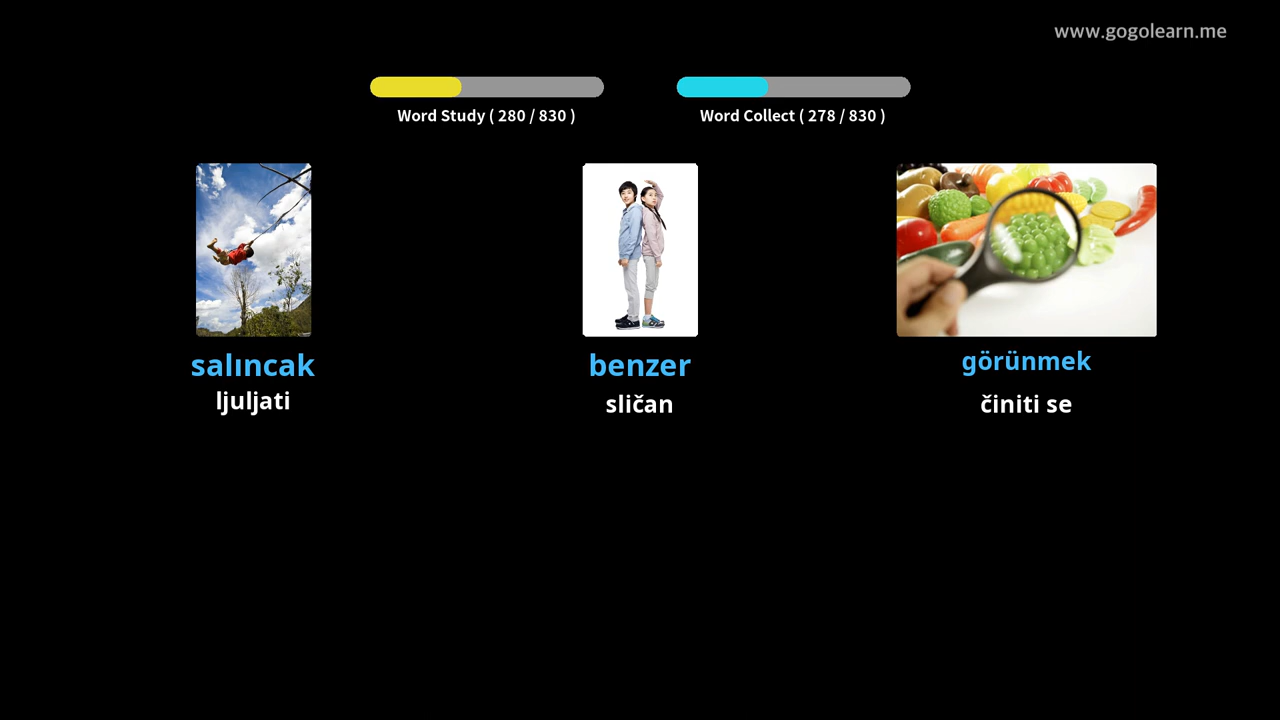 www.gogolearn.me
Word Study ( 280 / 830 )
Word Collect ( 278 / 830 )
salıncak
ljuljati
benzer
sličan
görünmek
činiti se